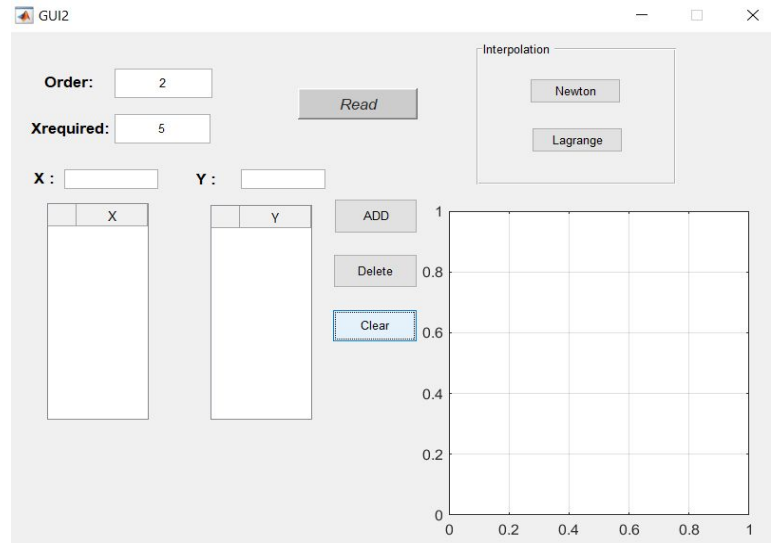 GUI2
Interpolation
Order: 2
Newton
Read
Xrequired: 5
Lagrange
X :
Y :
X
Y
ADD
Delete
Clear
1
0.8
0.6
0.4
0.2
0
0 0.2 0.4 0.6 0.8 1